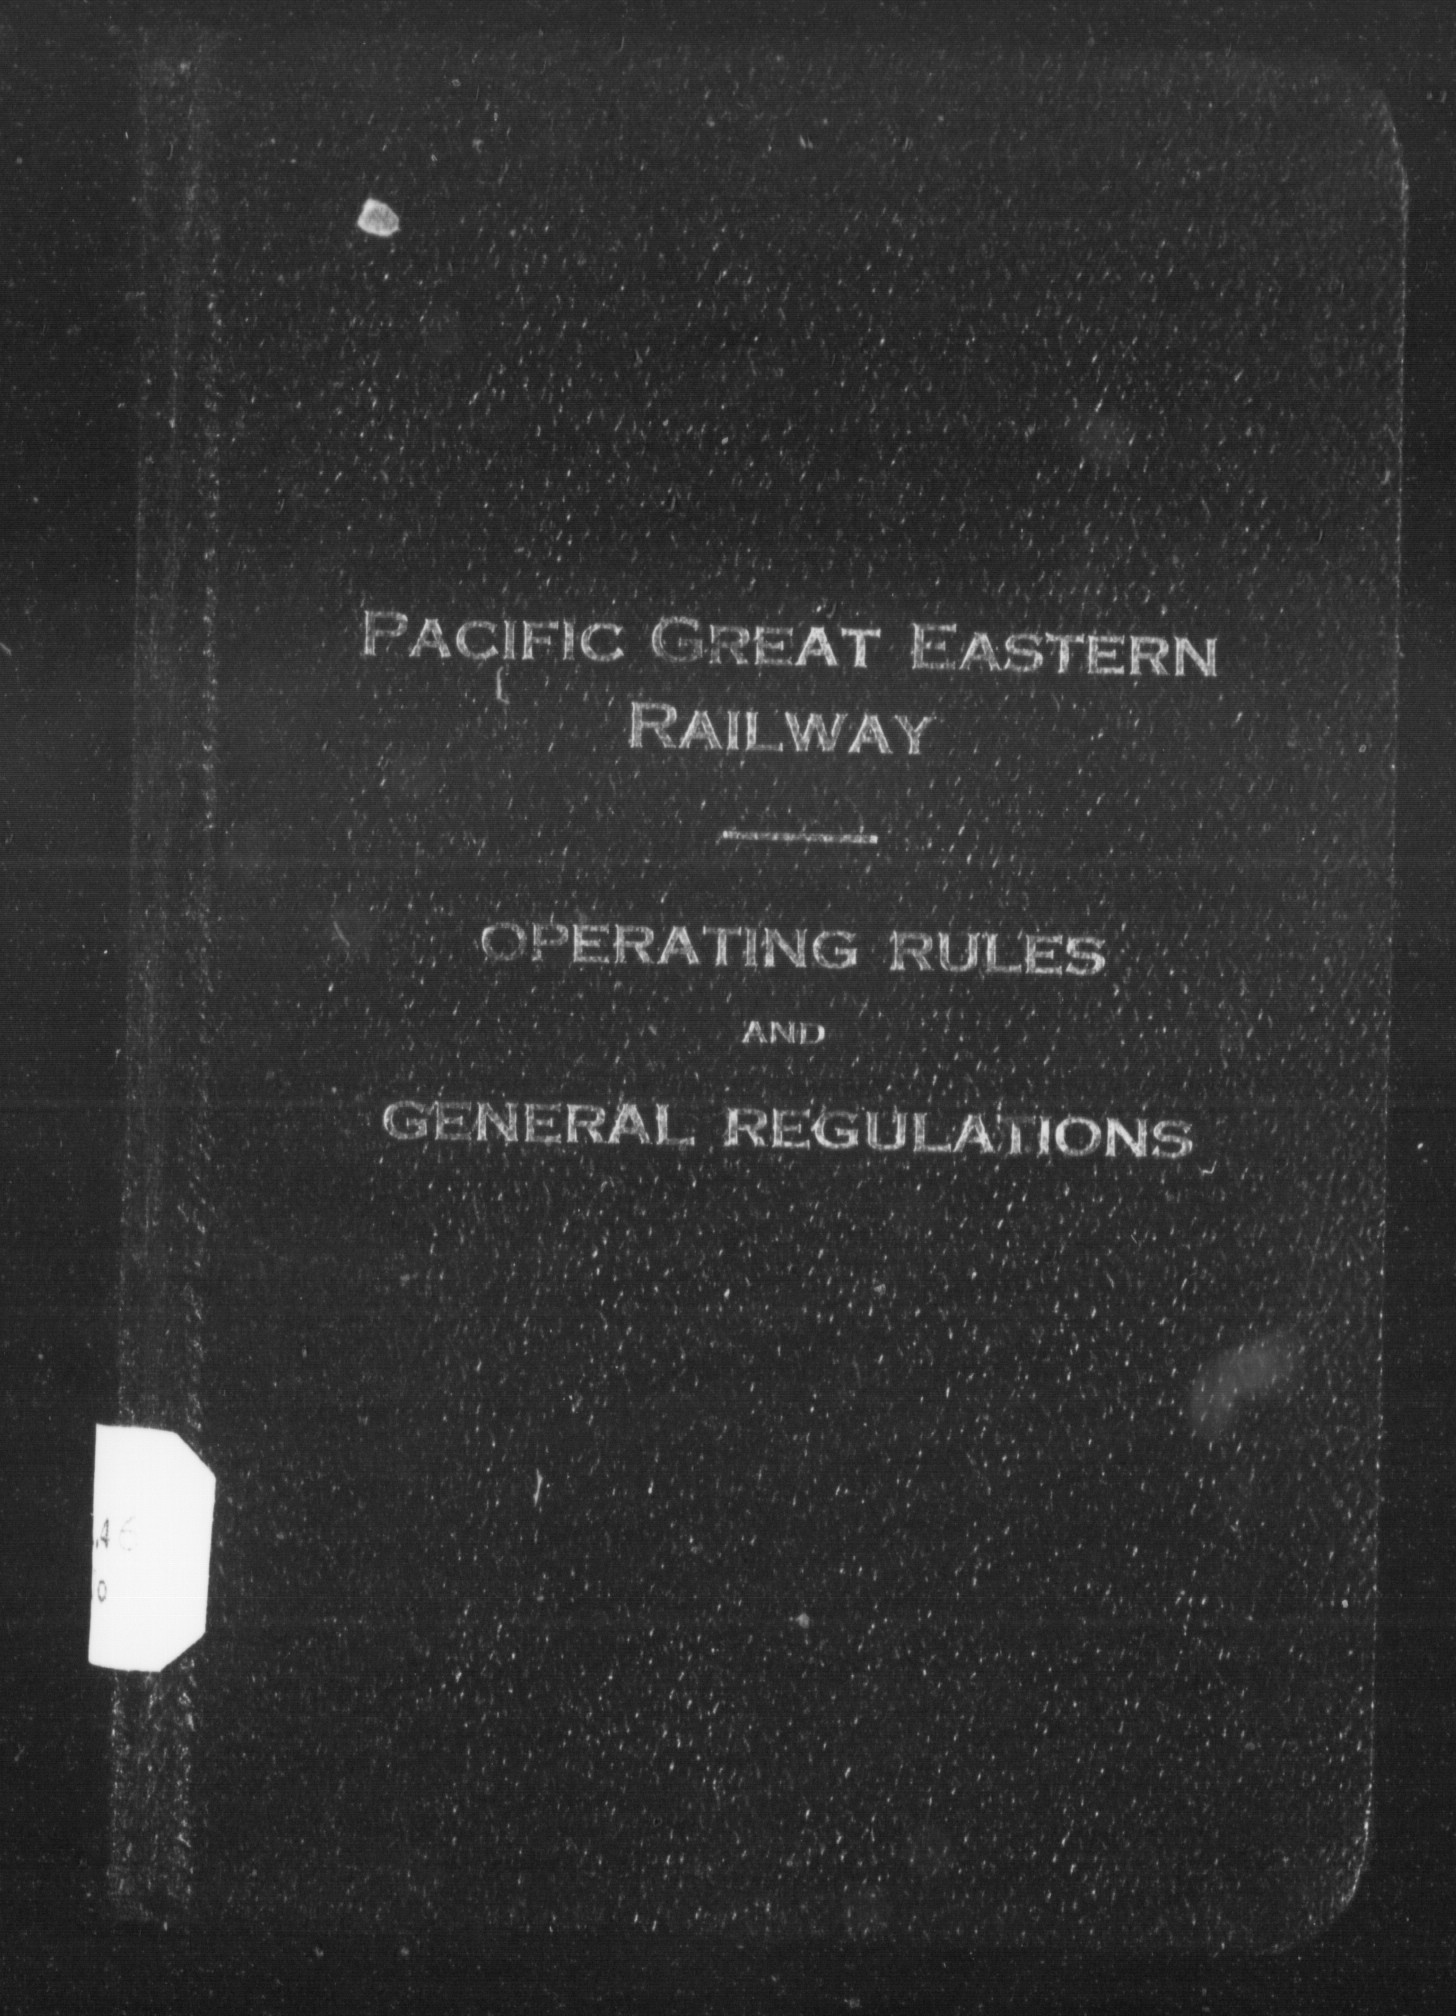 PACIFIC GREAT EASTERN
RAILWAY
OPERATING RULES
AND
GENERAL REGULATIONS